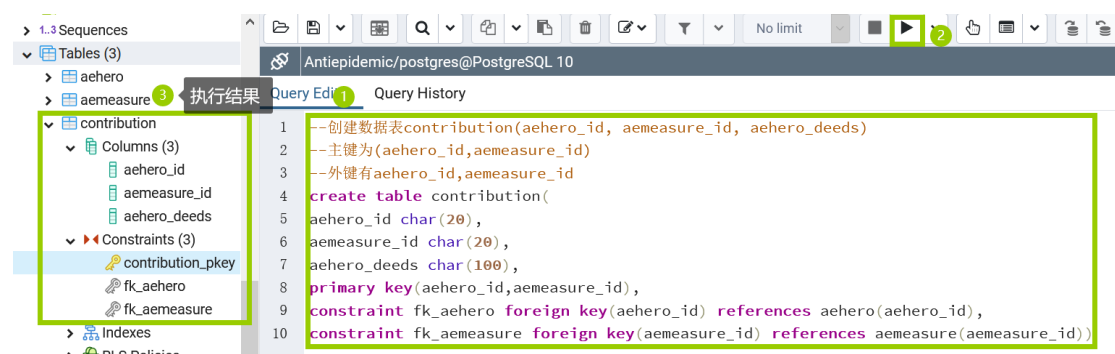 1..3 Sequences
Tables (3)
aehero
aemeasure
3 执行结果
contribution
Columns (3)
aehero_id
aemeasure_id
aehero_deeds
Constraints (3)
contribution_pkey
fk_aehero
fk_aemeasure
Indexes
RLS Policies
No limit
2
Antiepidemic/postgres@PostgreSQL 10
Query Edi 1 Query History
1 --创建数据表contribution(aehero_id, aemeasure_id, aehero_deeds)
2 --主键为(aehero_id,aemeasure_id)
3 --外键有aehero_id,aemeasure_id
4 create table contribution(
5 aehero_id char(20),
6 aemeasure_id char(20),
7 aehero_deeds char(100),
8 primary key(aehero_id,aemeasure_id),
9 constraint fk_aehero foreign key(aehero_id) references aehero(aehero_id),
10 constraint fk_aemeasure foreign key(aemeasure_id) references aemeasure(aemeasure_id))